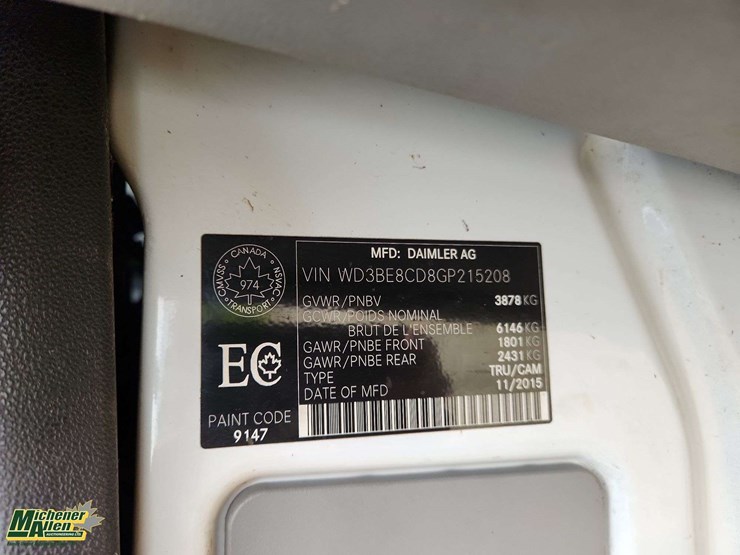 MFD: DAIMLER AG
CANADA
CMVSS
NSVAC
974
TRANSPORT
VIN WD3BE8CD8GP215208
GVWR/PNBV 3878 KG
GCWR/POIDS NOMINAL
BRUT DE L'ENSEMBLE 6146 KG
GAWR/PNBE FRONT 1801 KG
GAWR/PNBE REAR 2431 KG
TYPE TRU/CAM
DATE OF MFD 11/2015
EC
PAINT CODE
9147
Michener
Allen
AUCTIONEERING LTD.